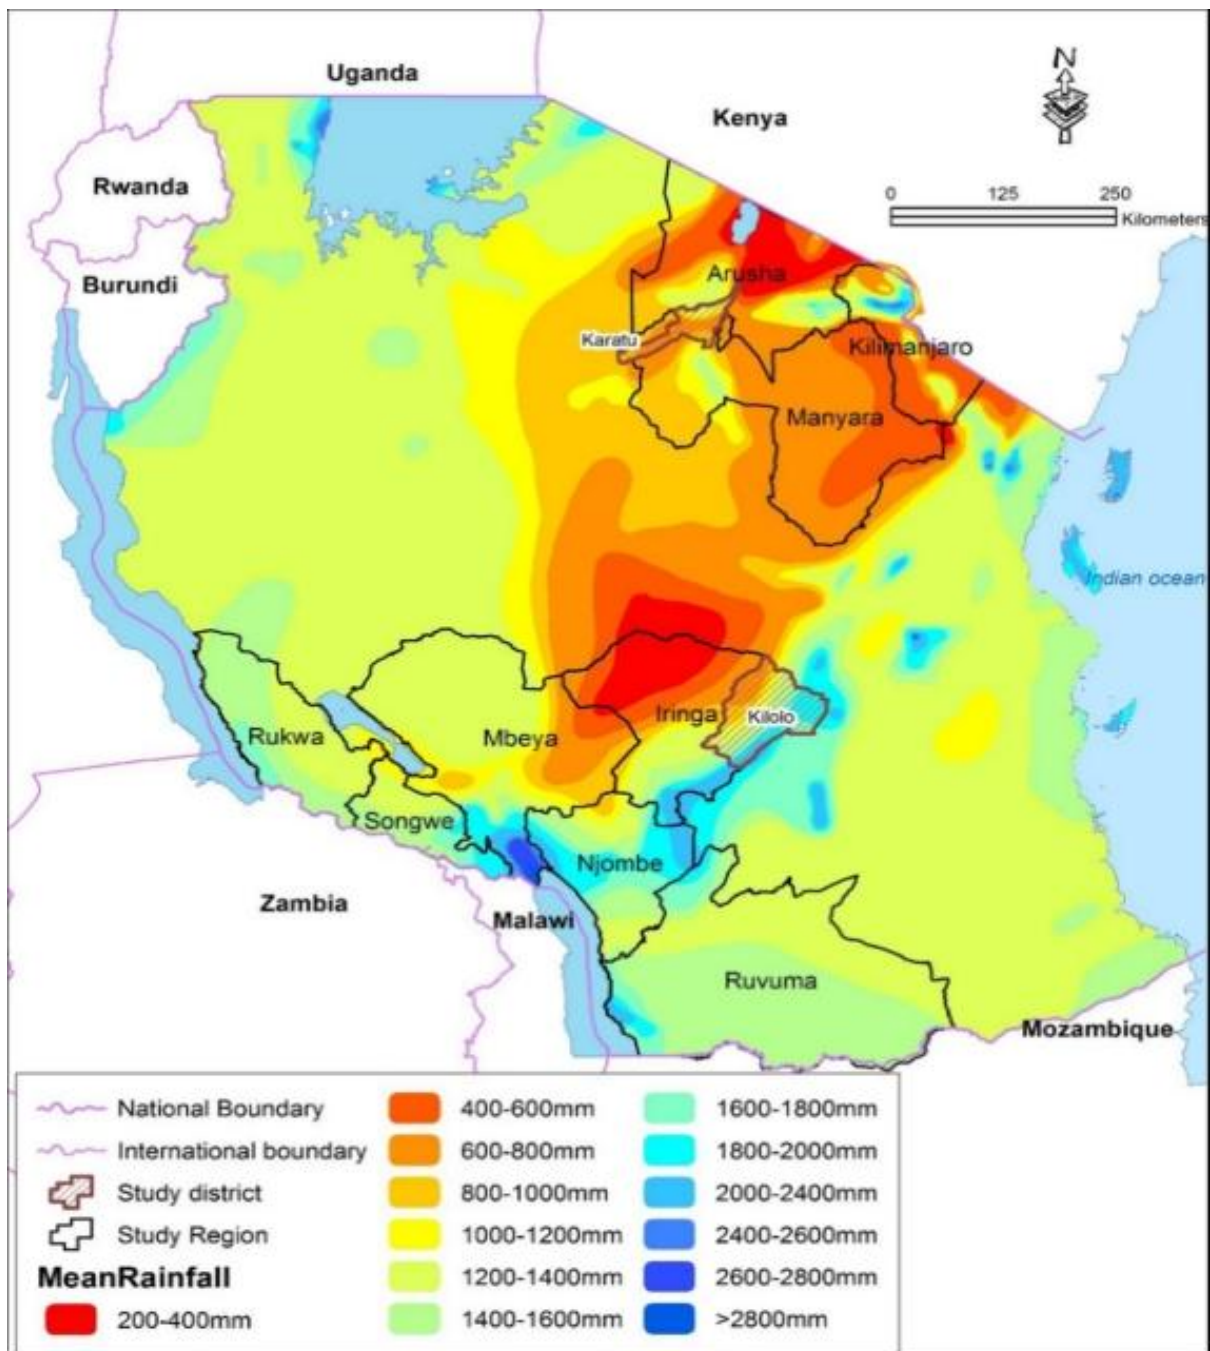 Uganda
N
Kenya
0 125 250
Kilometers
Rwanda
Burundi
Arusha
Karatu
Kilimanjaro
Manyara
Indian ocean
Iringa
Kilolo
Rukwa
Mbeya
Songwe
Njombe
Zambia
Malawi
Ruvuma
Mozambique
National Boundary
International boundary
Study district
Study Region
MeanRainfall
200-400mm
400-600mm
600-800mm
800-1000mm
1000-1200mm
1200-1400mm
1400-1600mm
1600-1800mm
1800-2000mm
2000-2400mm
2400-2600mm
2600-2800mm
>2800mm